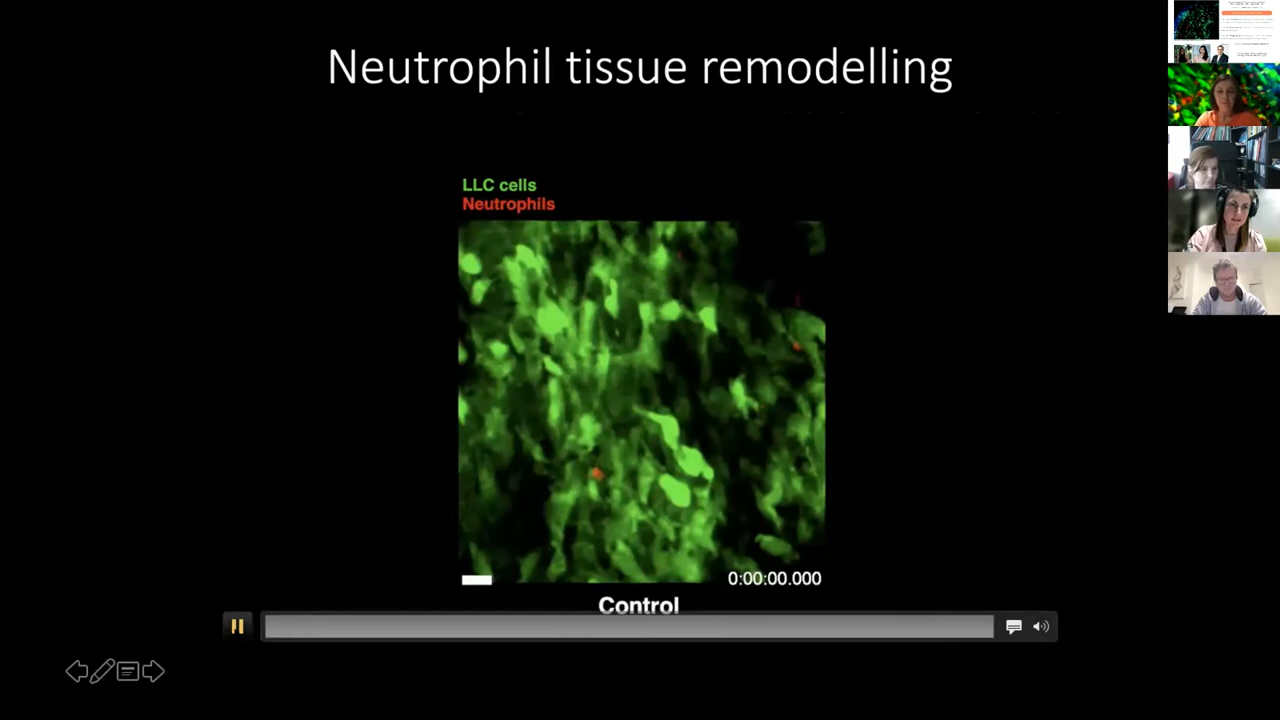 Neutrophil tissue remodelling
LLC cells
Neutrophils
0:00:00.000
Control